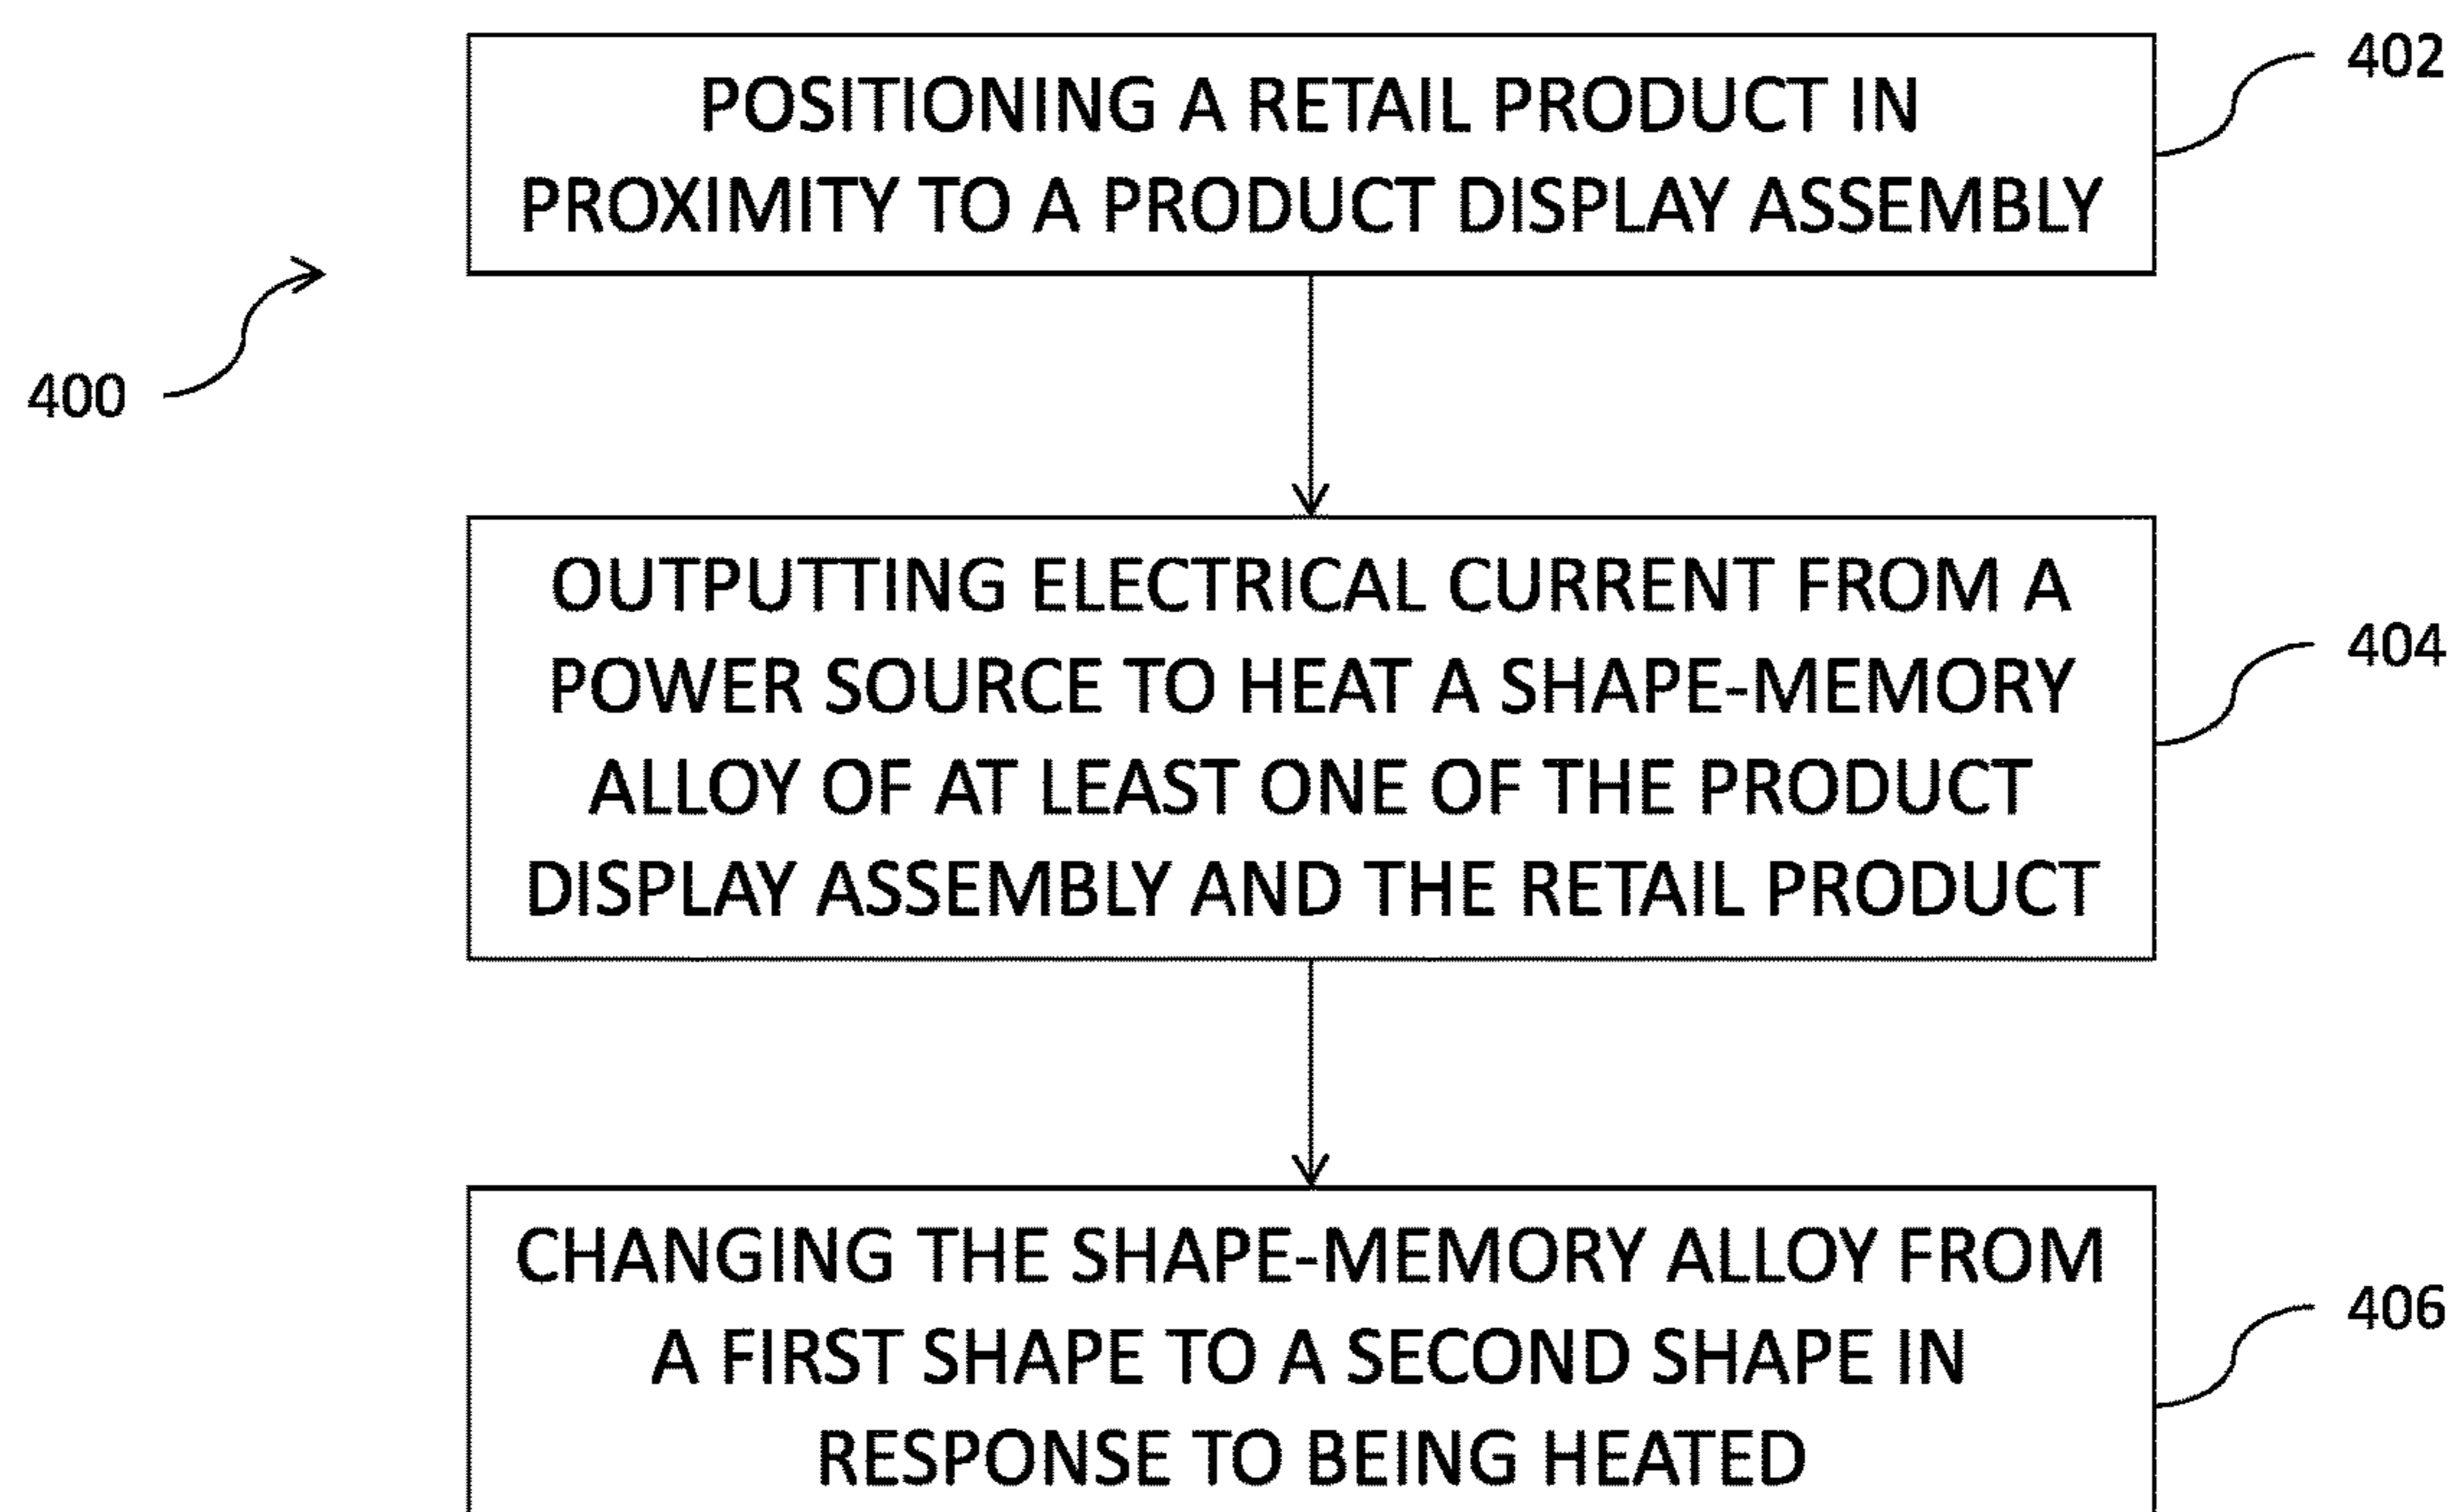 POSITIONING A RETAIL PRODUCT IN
PROXIMITY TO A PRODUCT DISPLAY ASSEMBLY
402
400
OUTPUTTING ELECTRICAL CURRENT FROM A
POWER SOURCE TO HEAT A SHAPE-MEMORY
ALLOY OF AT LEAST ONE OF THE PRODUCT
DISPLAY ASSEMBLY AND THE RETAIL PRODUCT
404
CHANGING THE SHAPE-MEMORY ALLOY FROM
A FIRST SHAPE TO A SECOND SHAPE IN
RESPONSE TO BEING HEATED
406